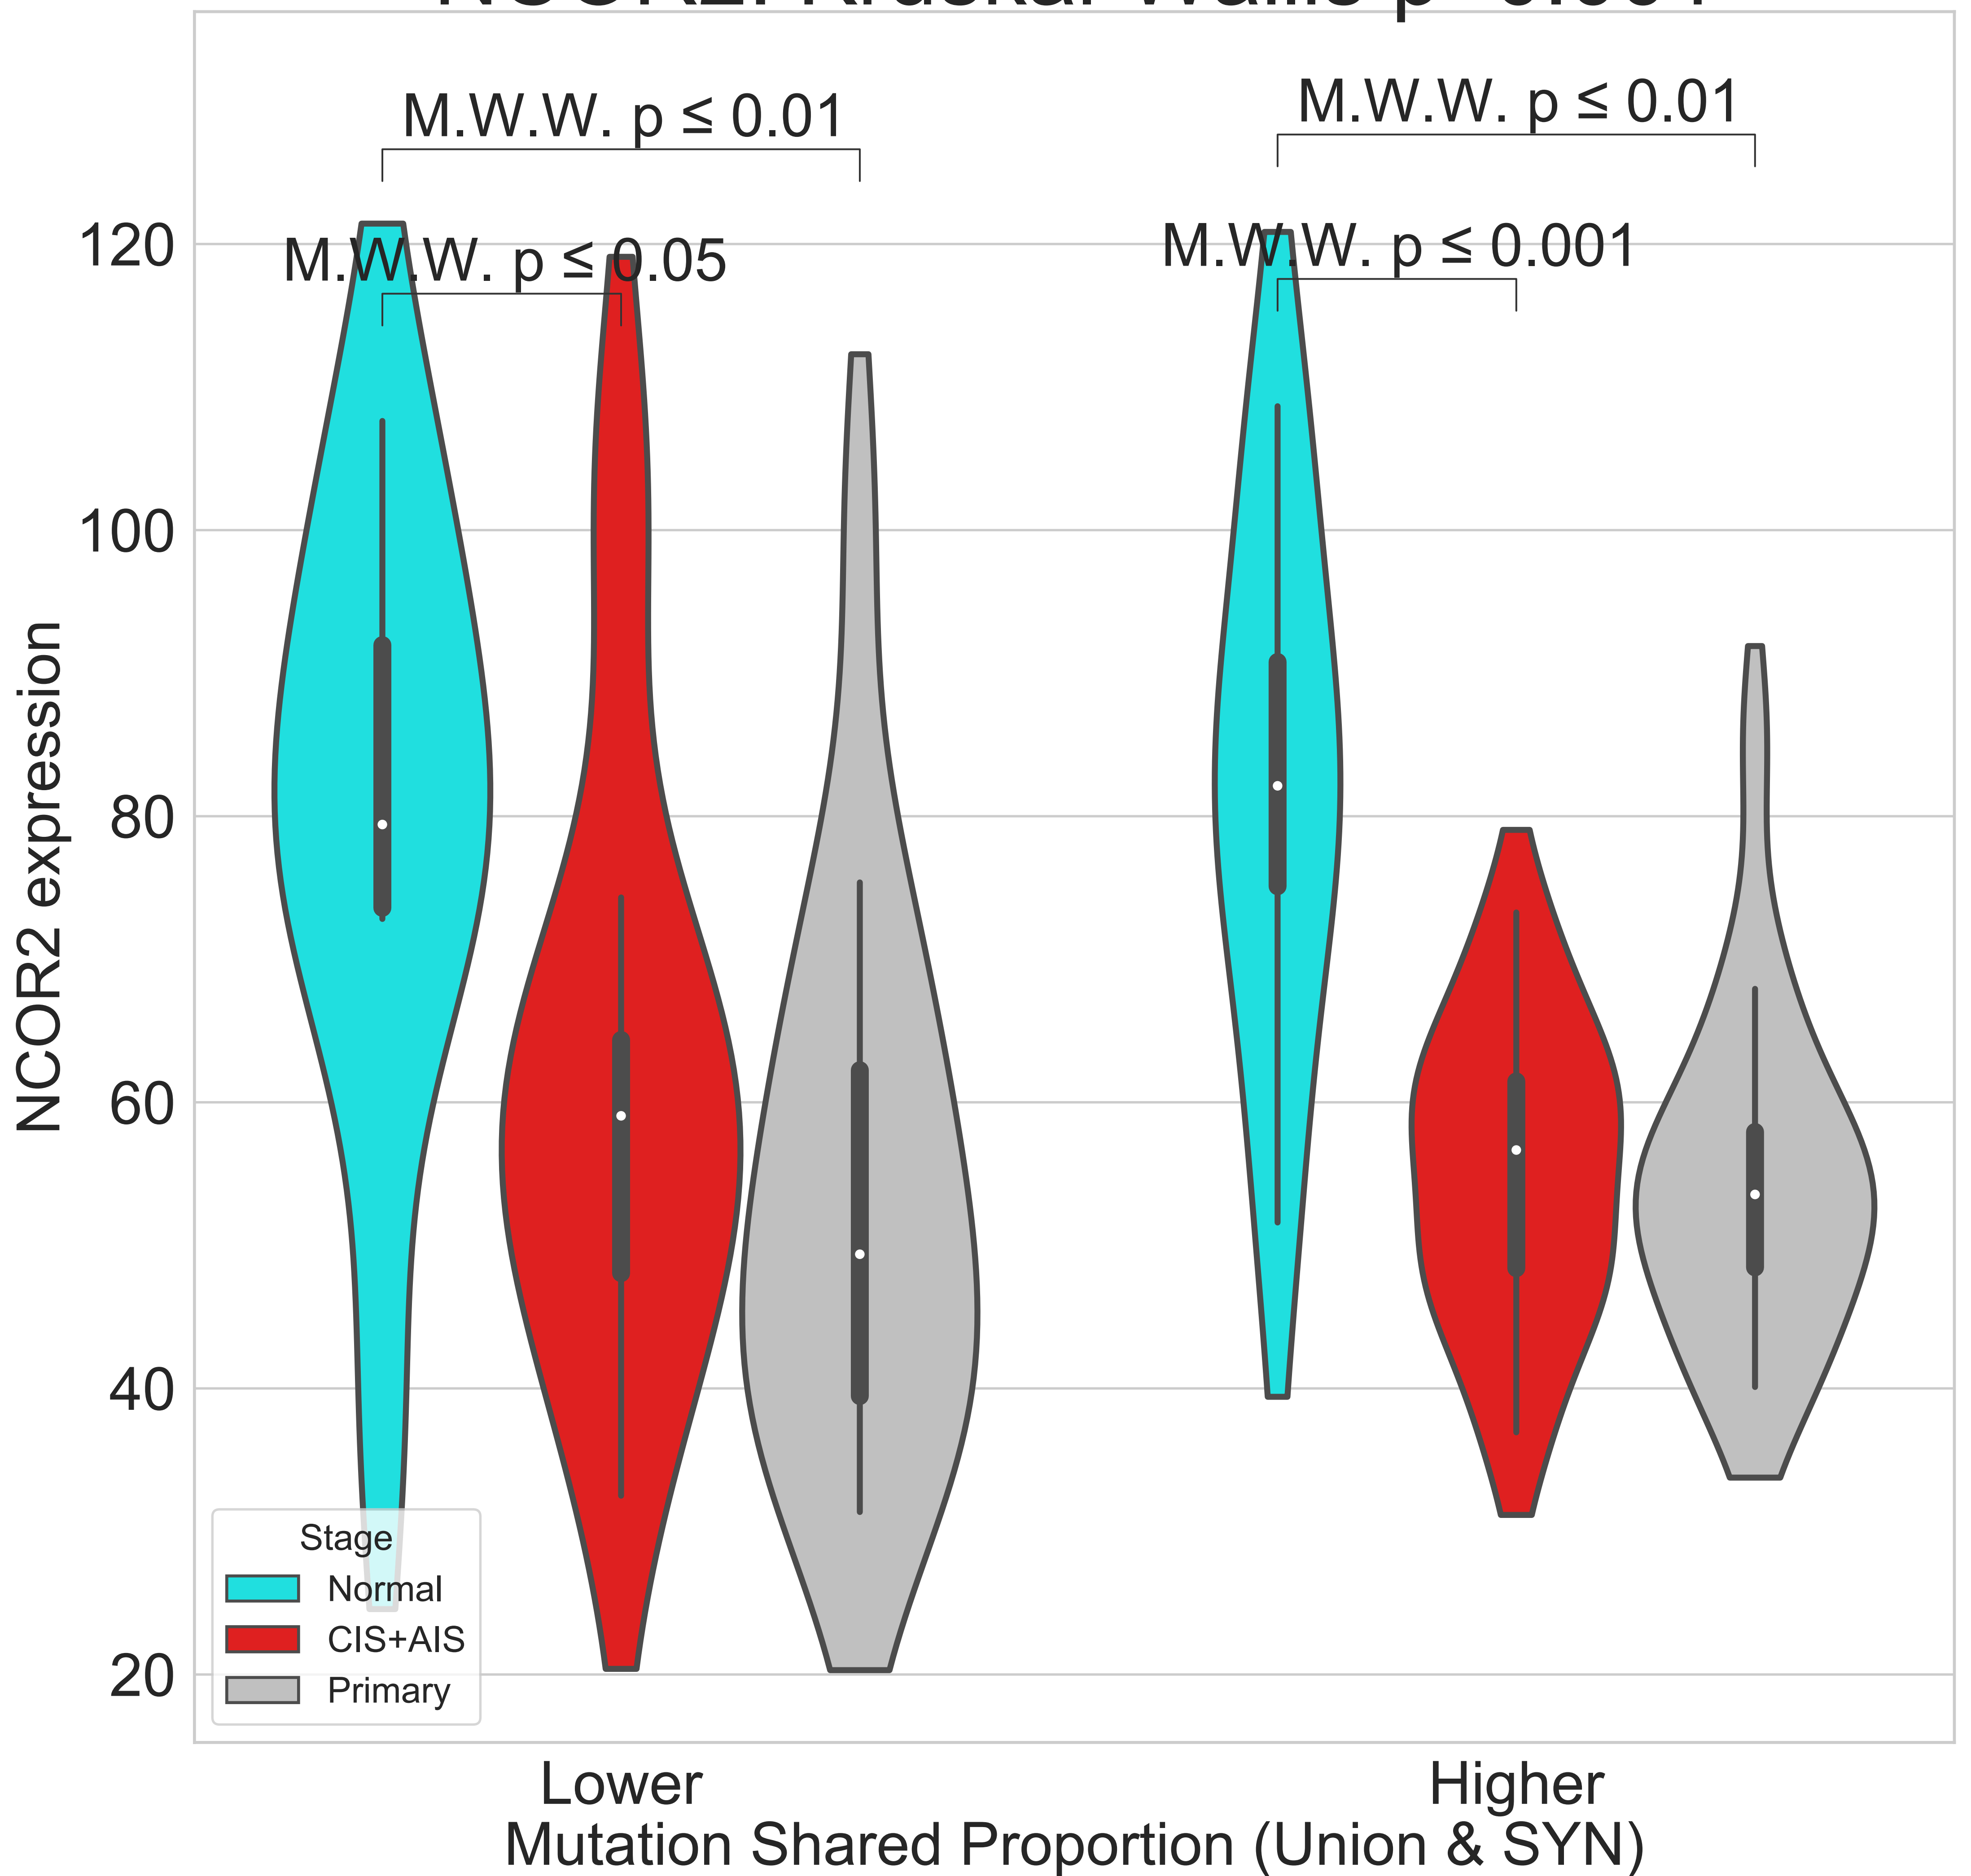 M.W.W. p ≤ 0.01
M.W.W. p ≤ 0.01
M.W.W. p ≤ 0.05
M.W.W. p ≤ 0.001
120
100
80
60
40
20
NCOR2 expression
Stage
Normal
CIS+AIS
Primary
Lower
Higher
Mutation Shared Proportion (Union & SYN)